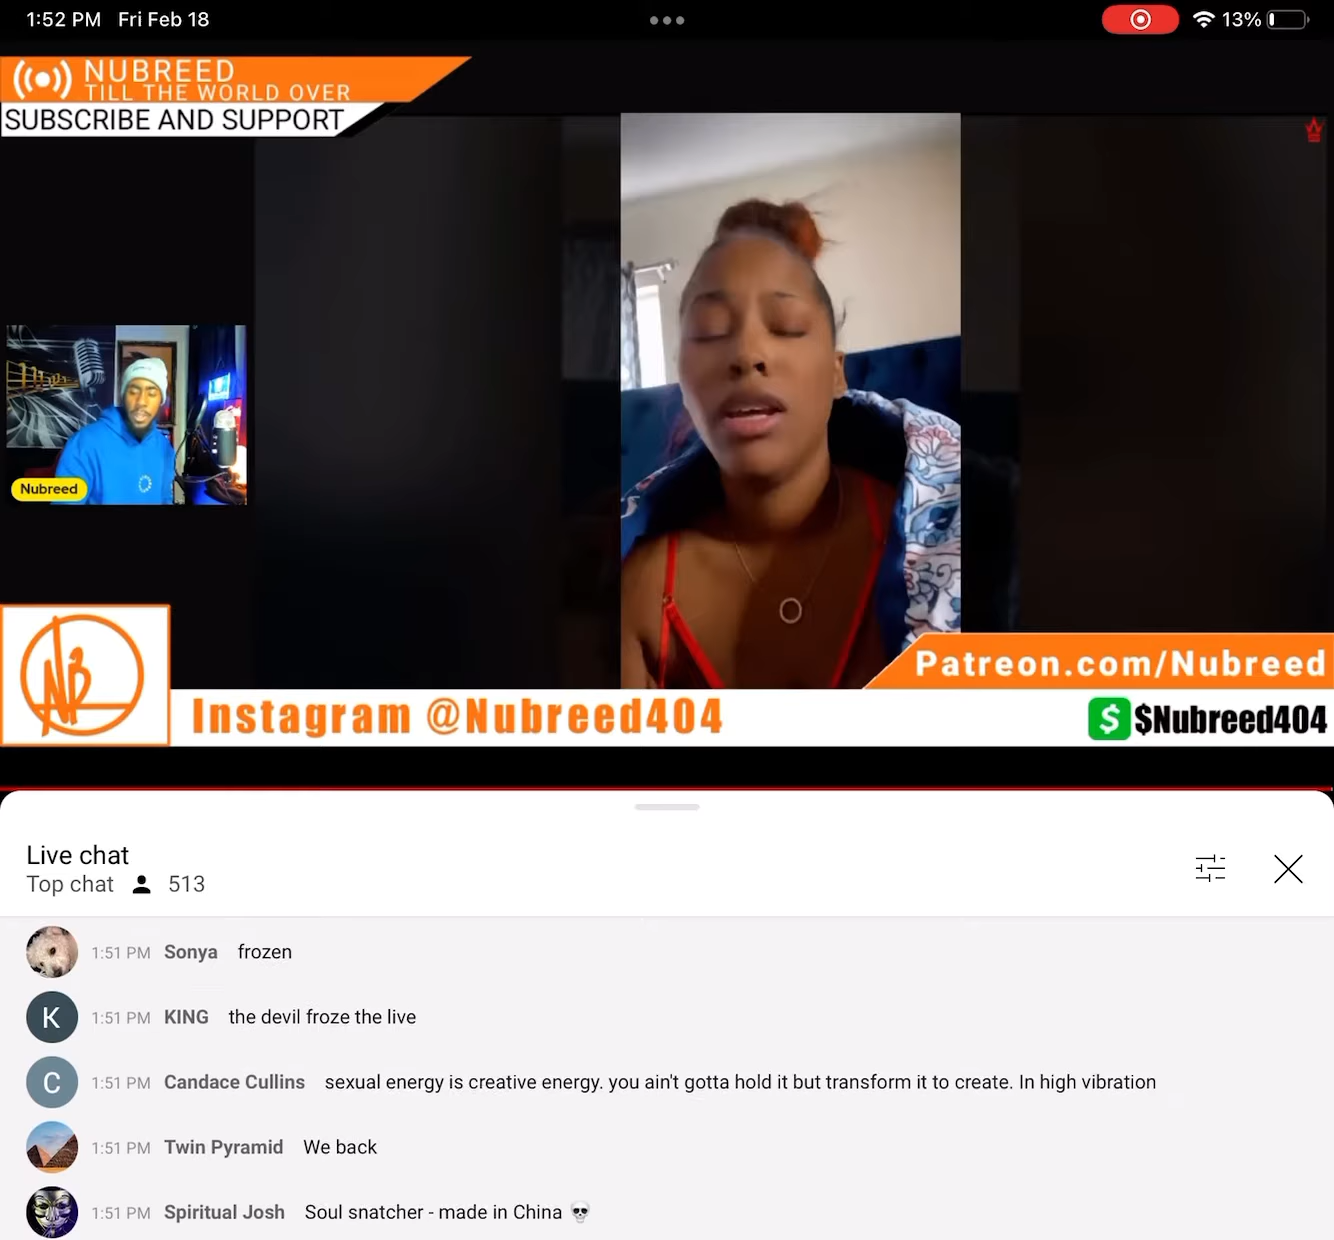 1:52 PM Fri Feb 18
13%
NUBREED
TILL THE WORLD OVER
SUBSCRIBE AND SUPPORT
Nubreed
NB
Patreon.com/Nubreed
Instagram @Nubreed404
$ $Nubreed404
Live chat
Top chat 513
1:51 PM Sonya frozen
K 1:51 PM KING the devil froze the live
C 1:51 PM Candace Cullins sexual energy is creative energy. you ain't gotta hold it but transform it to create. In high vibration
1:51 PM Twin Pyramid We back
1:51 PM Spiritual Josh Soul snatcher - made in China 💀